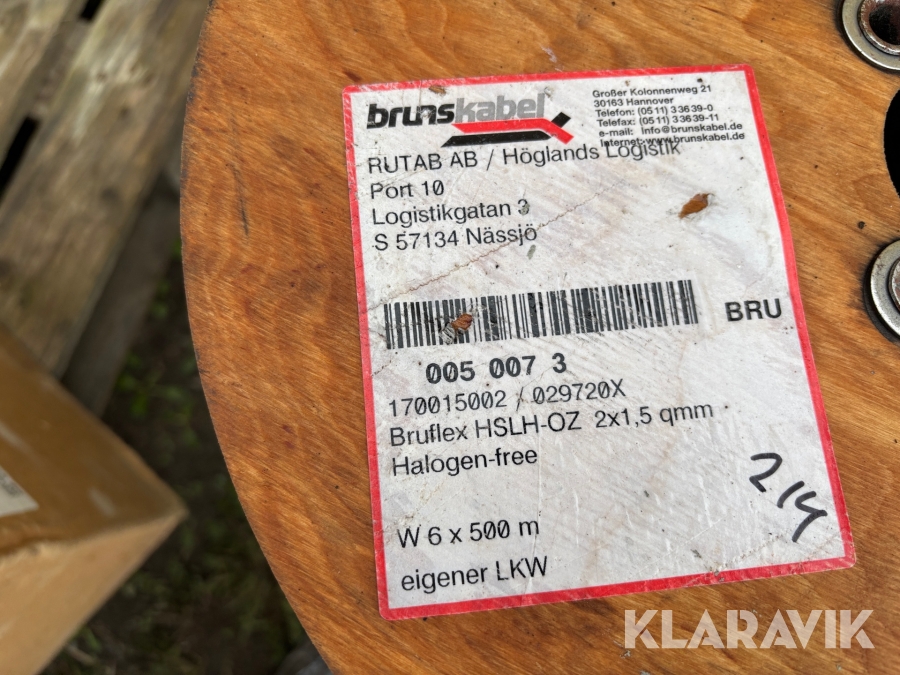 brunskabel
Großer Kolonnenweg 21
30163 Hannover
Telefon: (0511) 33639-0
Telefax: (0511) 33639-11
e-mail: info@brunskabel.de
Internet: www.brunskabel.de
RUTAB AB / Höglands Logistik
Port 10
Logistikgatan 3
S 57134 Nässjö
BRU
005 007 3
170015002 / 029720X
Bruflex HSLH-OZ 2x1,5 qmm
Halogen-free
214
W 6 x 500 m
eigener LKW
KLARAVIK